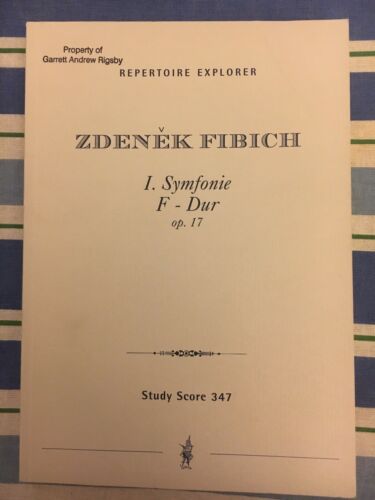 Property of
Garrett Andrew Rigsby
REPERTOIRE EXPLORER
ZDENĚK FIBICH
I. Symfonie
F - Dur
op. 17
Study Score 347